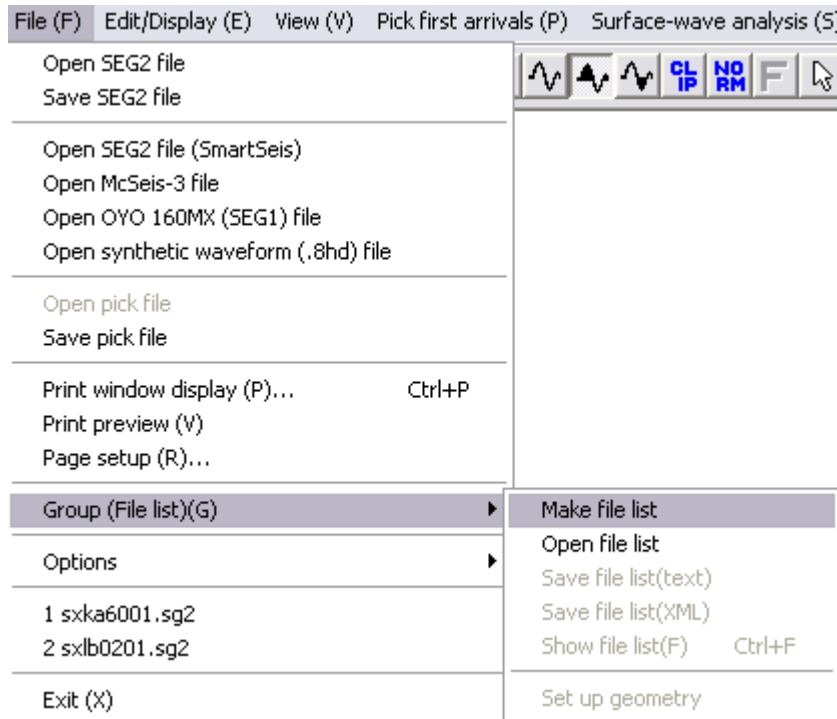 File (F) Edit/Display (E) View (V) Pick first arrivals (P) Surface-wave analysis (S)
Open SEG2 file
Save SEG2 file
CL IP NO RM F
Open SEG2 file (SmartSeis)
Open McSeis-3 file
Open OYO 160MX (SEG1) file
Open synthetic waveform (.8hd) file
Open pick file
Save pick file
Print window display (P)... Ctrl+P
Print preview (V)
Page setup (R)...
Group (File list)(G)
Options
1 sxka6001.sg2
2 sxlb0201.sg2
Exit (X)
Make file list
Open file list
Save file list(text)
Save file list(XML)
Show file list(F) Ctrl+F
Set up geometry